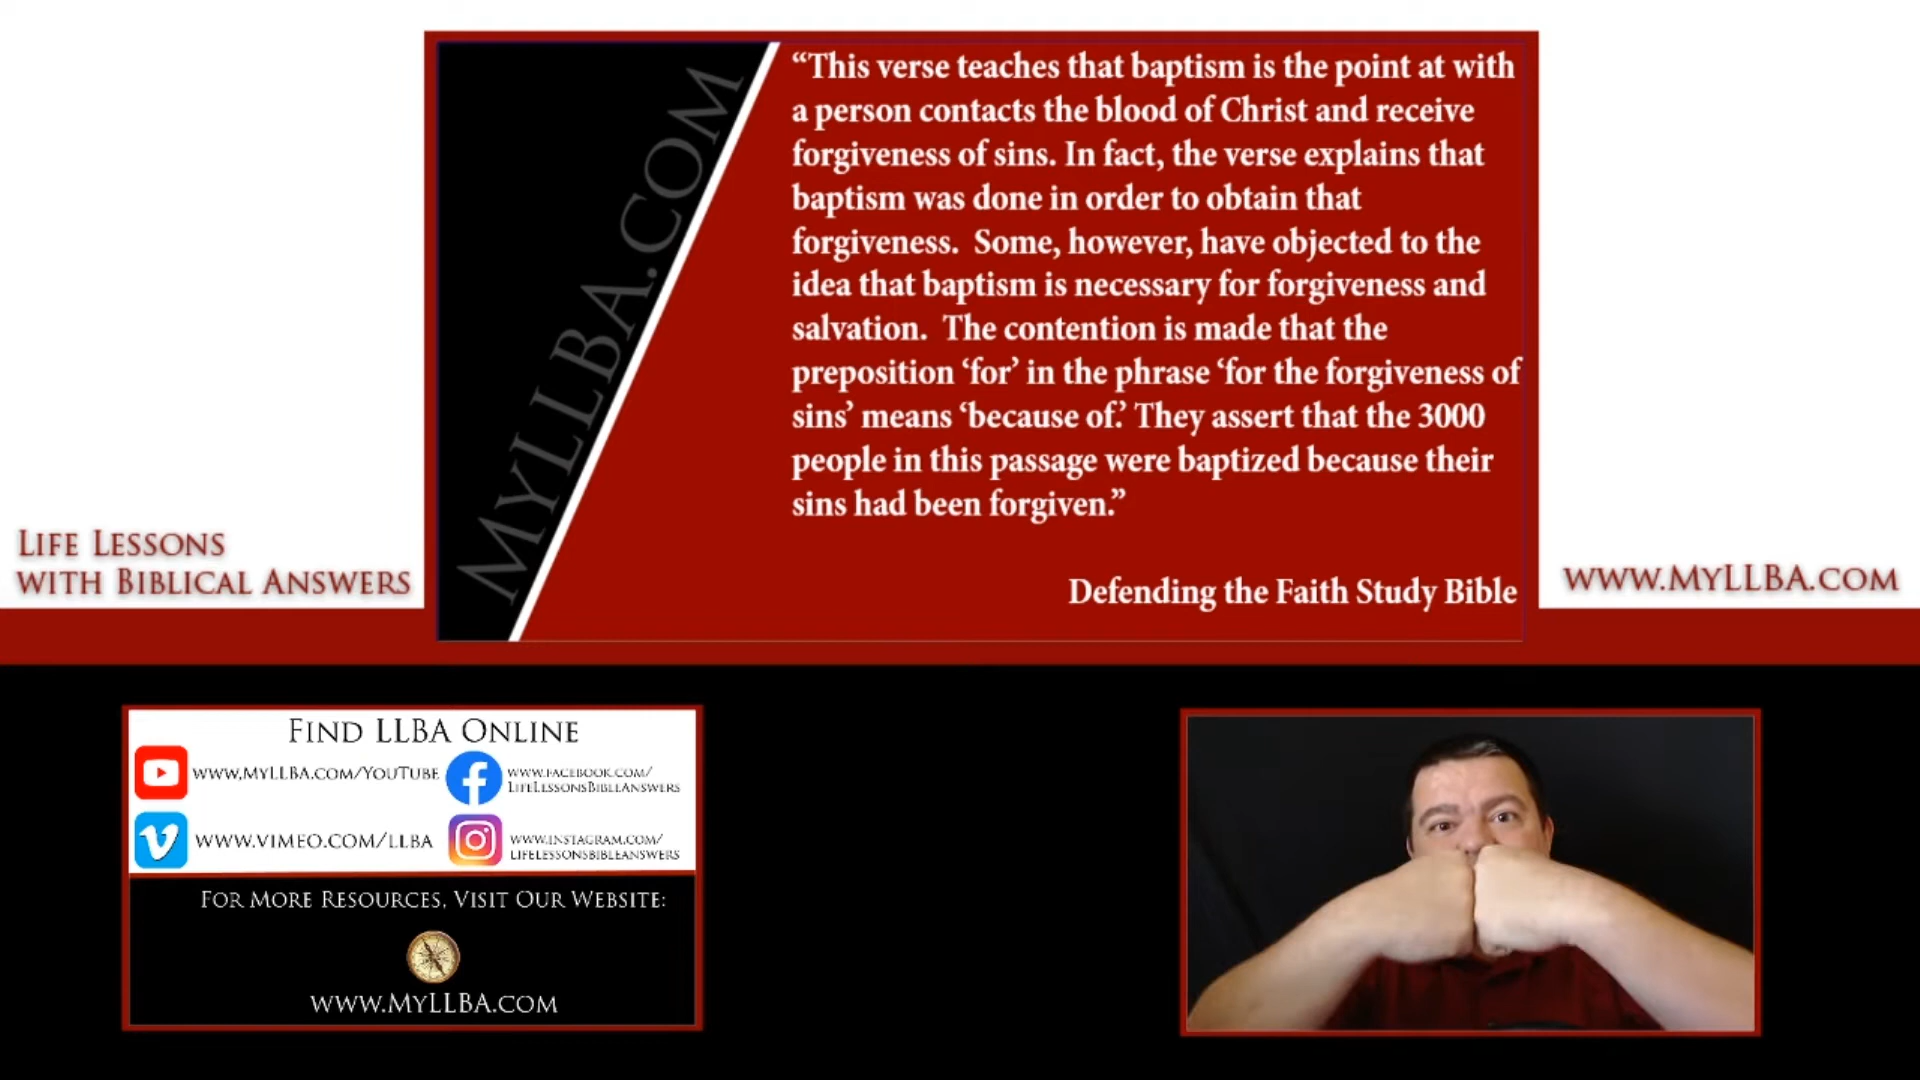 MYLLBA.COM
“This verse teaches that baptism is the point at with
a person contacts the blood of Christ and receive
forgiveness of sins. In fact, the verse explains that
baptism was done in order to obtain that
forgiveness.  Some, however, have objected to the
idea that baptism is necessary for forgiveness and
salvation.  The contention is made that the
preposition ‘for’ in the phrase ‘for the forgiveness of
sins’ means ‘because of.’ They assert that the 3000
people in this passage were baptized because their
sins had been forgiven.”
Defending the Faith Study Bible
LIFE LESSONS
WITH BIBLICAL ANSWERS
WWW.MYLLBA.COM
FIND LLBA ONLINE
WWW.MYLLBA.COM/YOUTUBE
WWW.FACEBOOK.COM/
LIFELESSONSBIBLEANSWERS
WWW.VIMEO.COM/LLBA
WWW.INSTAGRAM.COM/
LIFELESSONSBIBLEANSWERS
FOR MORE RESOURCES, VISIT OUR WEBSITE:
WWW.MYLLBA.COM